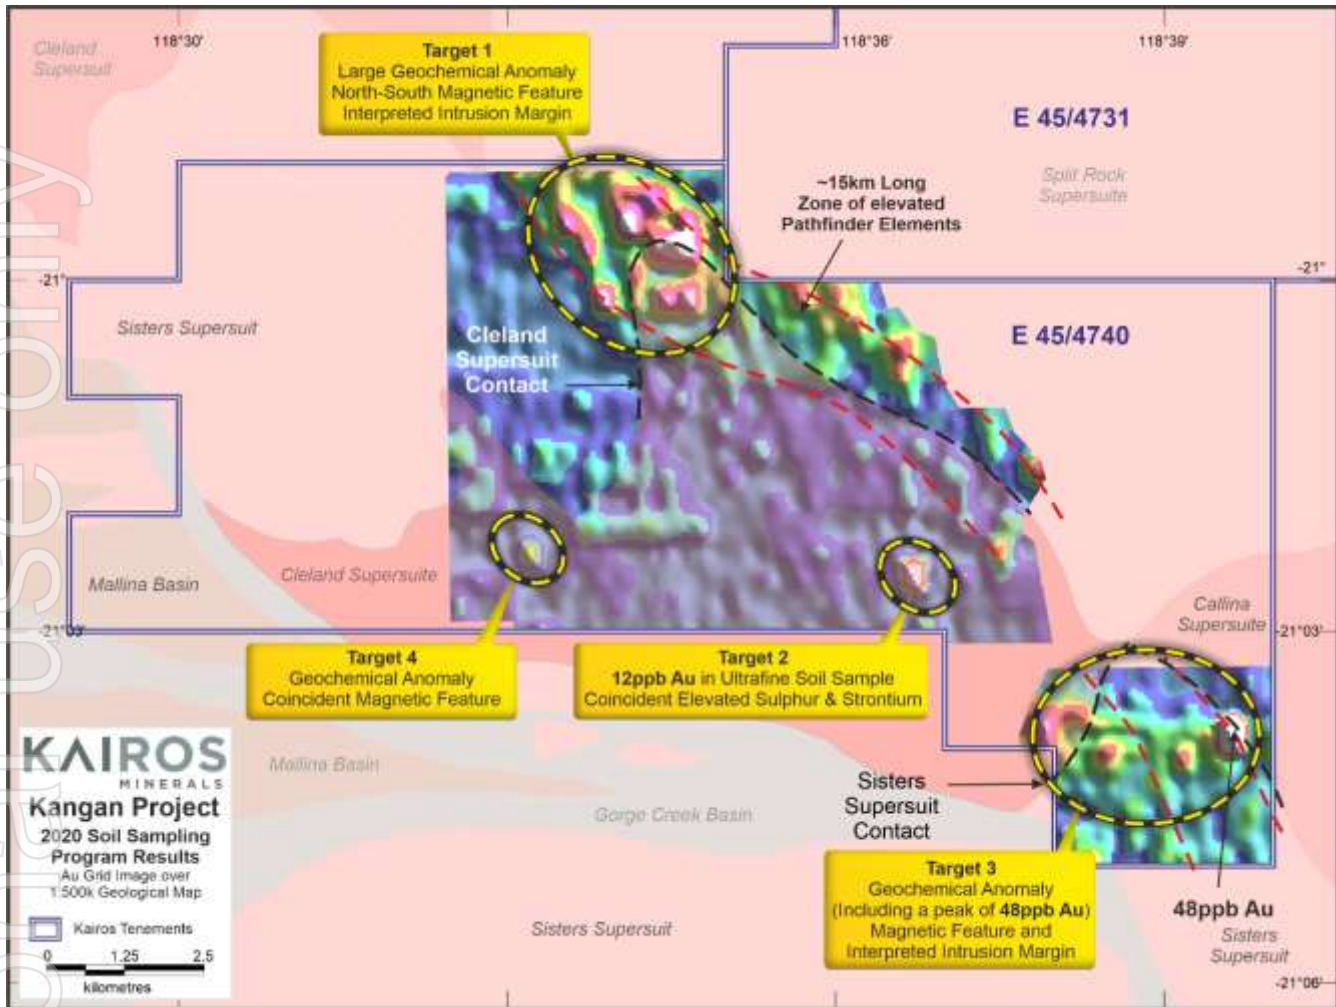 Cleland
Supersuit
118°30'
Target 1
Large Geochemical Anomaly
North-South Magnetic Feature
Interpreted Intrusion Margin
118°36'
118°39'
E 45/4731
Split Rock
Supersuite
~15km Long
Zone of elevated
Pathfinder Elements
-21°
-21°
Sisters Supersuit
Cleland
Supersuit
Contact
E 45/4740
Mallina Basin
Cleland Supersuite
Callina
Supersuite
-21°03'
-21°03'
Target 4
Geochemical Anomaly
Coincident Magnetic Feature
Target 2
12ppb Au in Ultrafine Soil Sample
Coincident Elevated Sulphur & Strontium
KAIROS
MINERALS
Kangan Project
2020 Soil Sampling
Program Results
Au Grid Image over
1:500k Geological Map
Kairos Tenements
0 1.25 2.5
kilometres
Mallina Basin
Gorge Creek Basin
Sisters
Supersuit
Contact
Target 3
Geochemical Anomaly
(Including a peak of 48ppb Au)
Magnetic Feature and
Interpreted Intrusion Margin
48ppb Au
Sisters
Supersuit
Sisters Supersuit
-21°06'
use only